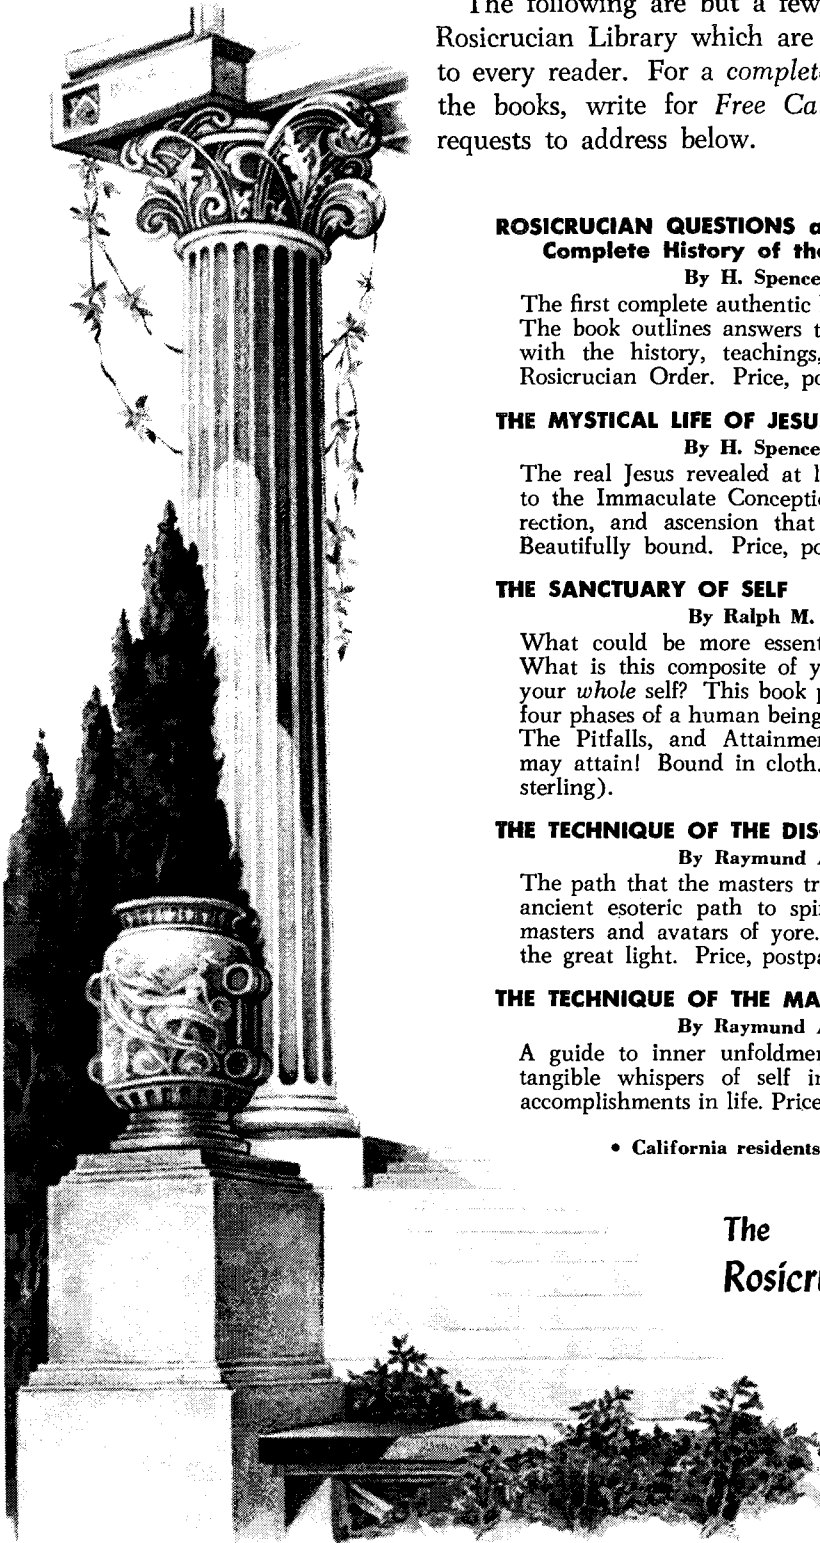 The following are but a few
Rosicrucian Library which are
to every reader. For a complet
the books, write for Free Ca
requests to address below.
ROSICRUCIAN QUESTIONS a
Complete History of the
By H. Spence
The first complete authentic
The book outlines answers t
with the history, teachings,
Rosicrucian Order. Price, po
THE MYSTICAL LIFE OF JESU
By H. Spence
The real Jesus revealed at l
to the Immaculate Concepti
rection, and ascension that
Beautifully bound. Price, po
THE SANCTUARY OF SELF
By Ralph M.
What could be more essent
What is this composite of y
your whole self? This book p
four phases of a human being
The Pitfalls, and Attainme
may attain! Bound in cloth.
sterling).
THE TECHNIQUE OF THE DIS
By Raymund A
The path that the masters tr
ancient esoteric path to spi
masters and avatars of yore.
the great light. Price, postpa
THE TECHNIQUE OF THE MA
By Raymund A
A guide to inner unfoldme
tangible whispers of self i
accomplishments in life. Price
• California residents
The
Rosicru